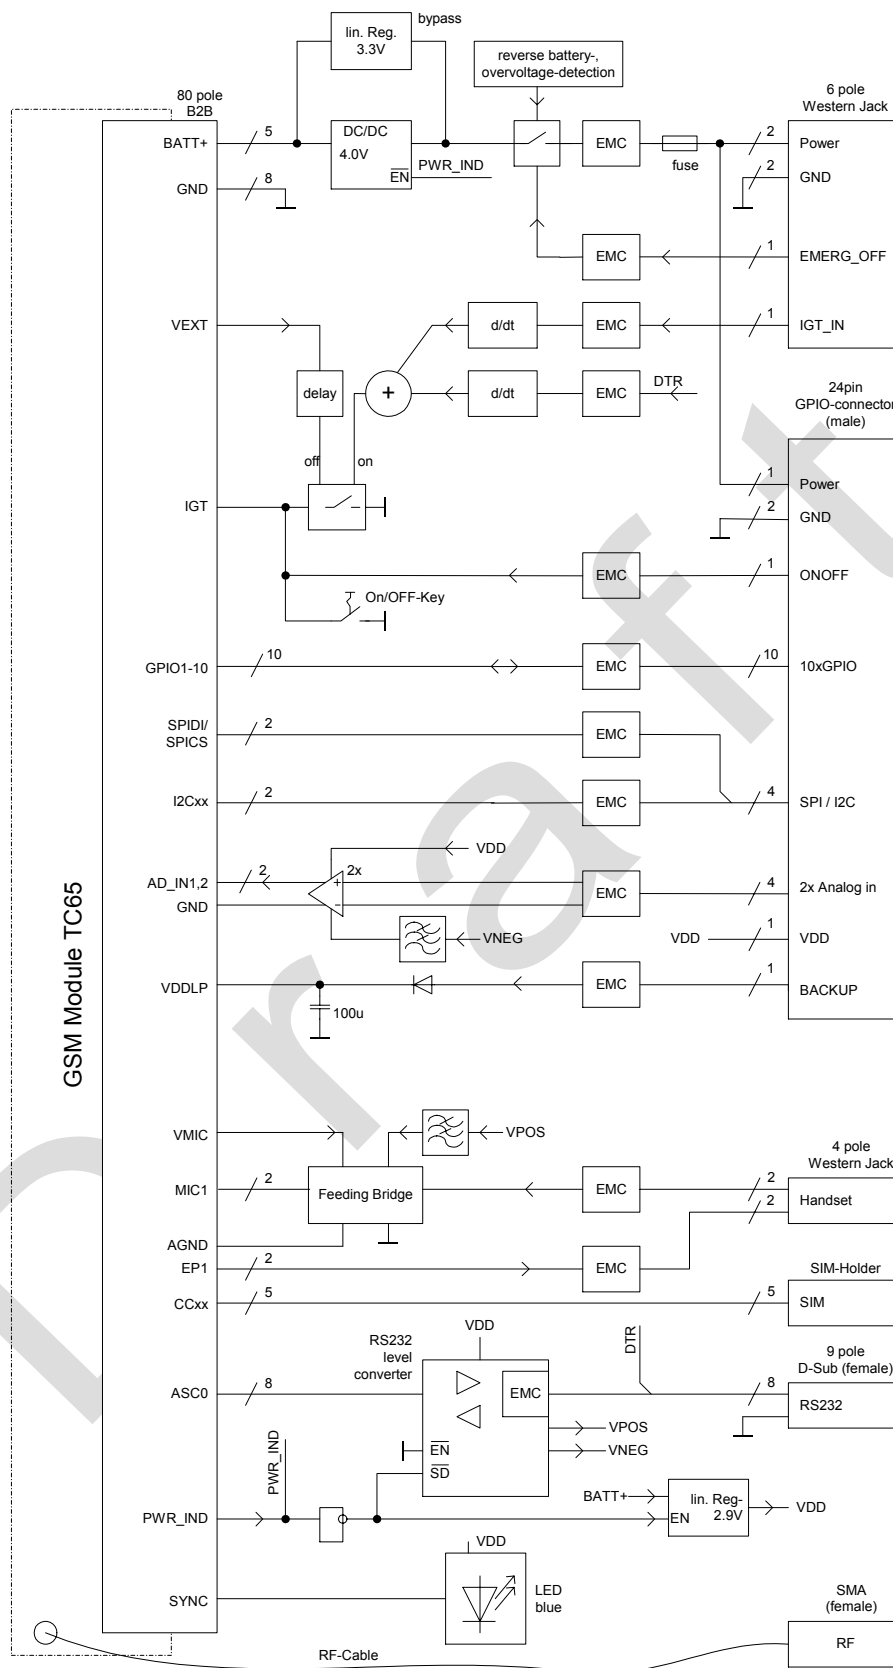 bypass
lin. Reg.
3.3V
reverse battery-,
overvoltage-detection
80 pole
B2B
6 pole
Western Jack
BATT+
5
DC/DC
4.0V
EN
PWR_IND
EMC
fuse
2
Power
GND
8
2
GND
EMC
1
EMERG_OFF
VEXT
d/dt
EMC
1
IGT_IN
delay
+
d/dt
EMC
DTR
24pin
GPIO-connector
(male)
off
on
1
Power
IGT
2
GND
EMC
1
ONOFF
On/OFF-Key
GPIO1-10
10
EMC
10
10xGPIO
SPIDI/
SPICS
2
EMC
I2Cxx
2
EMC
4
SPI / I2C
VDD
AD_IN1,2
2
2x
+
-
EMC
4
2x Analog in
GND
VNEG
VDD
1
VDD
VDDLP
EMC
1
BACKUP
100u
GSM Module TC65
VMIC
VPOS
4 pole
Western Jack
MIC1
2
Feeding Bridge
EMC
2
2
Handset
AGND
EP1
2
EMC
SIM-Holder
CCxx
5
5
SIM
VDD
RS232
level
converter
DTR
9 pole
D-Sub (female)
ASC0
8
EMC
8
RS232
VPOS
EN
VNEG
SD
PWR_IND
BATT+
lin. Reg-
2.9V
EN
VDD
PWR_IND
VDD
SYNC
LED
blue
SMA
(female)
RF
RF-Cable
Draft